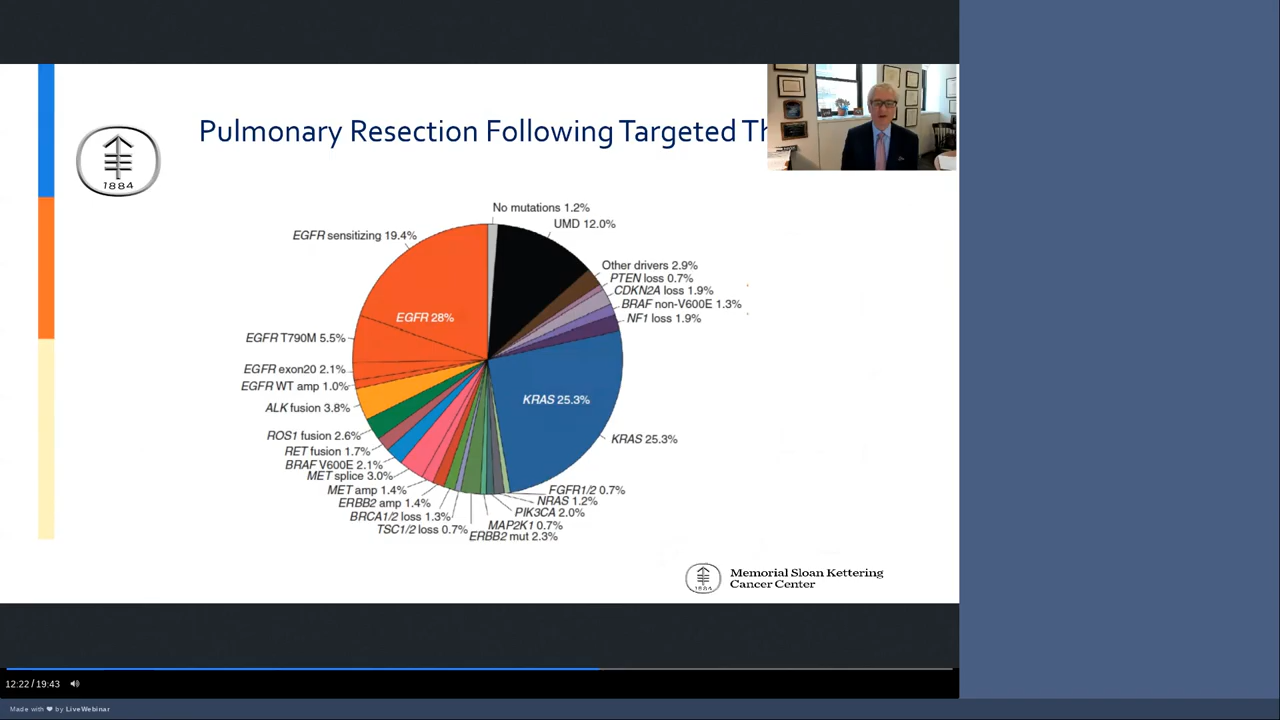 Pulmonary Resection Following Targeted Th
1884
No mutations 1.2%
UMD 12.0%
EGFR sensitizing 19.4%
Other drivers 2.9%
PTEN loss 0.7%
CDKN2A loss 1.9%
BRAF non-V600E 1.3%
NF1 loss 1.9%
EGFR 28%
EGFR T790M 5.5%
EGFR exon20 2.1%
EGFR WT amp 1.0%
KRAS 25.3%
ALK fusion 3.8%
ROS1 fusion 2.6%
KRAS 25.3%
RET fusion 1.7%
BRAF V600E 2.1%
MET splice 3.0%
MET amp 1.4%
ERBB2 amp 1.4%
BRCA1/2 loss 1.3%
TSC1/2 loss 0.7%
FGFR1/2 0.7%
NRAS 1.2%
PIK3CA 2.0%
MAP2K1 0.7%
ERBB2 mut 2.3%
1884
Memorial Sloan Kettering
Cancer Center
12:22 / 19:43
Made with ❤ by LiveWebinar